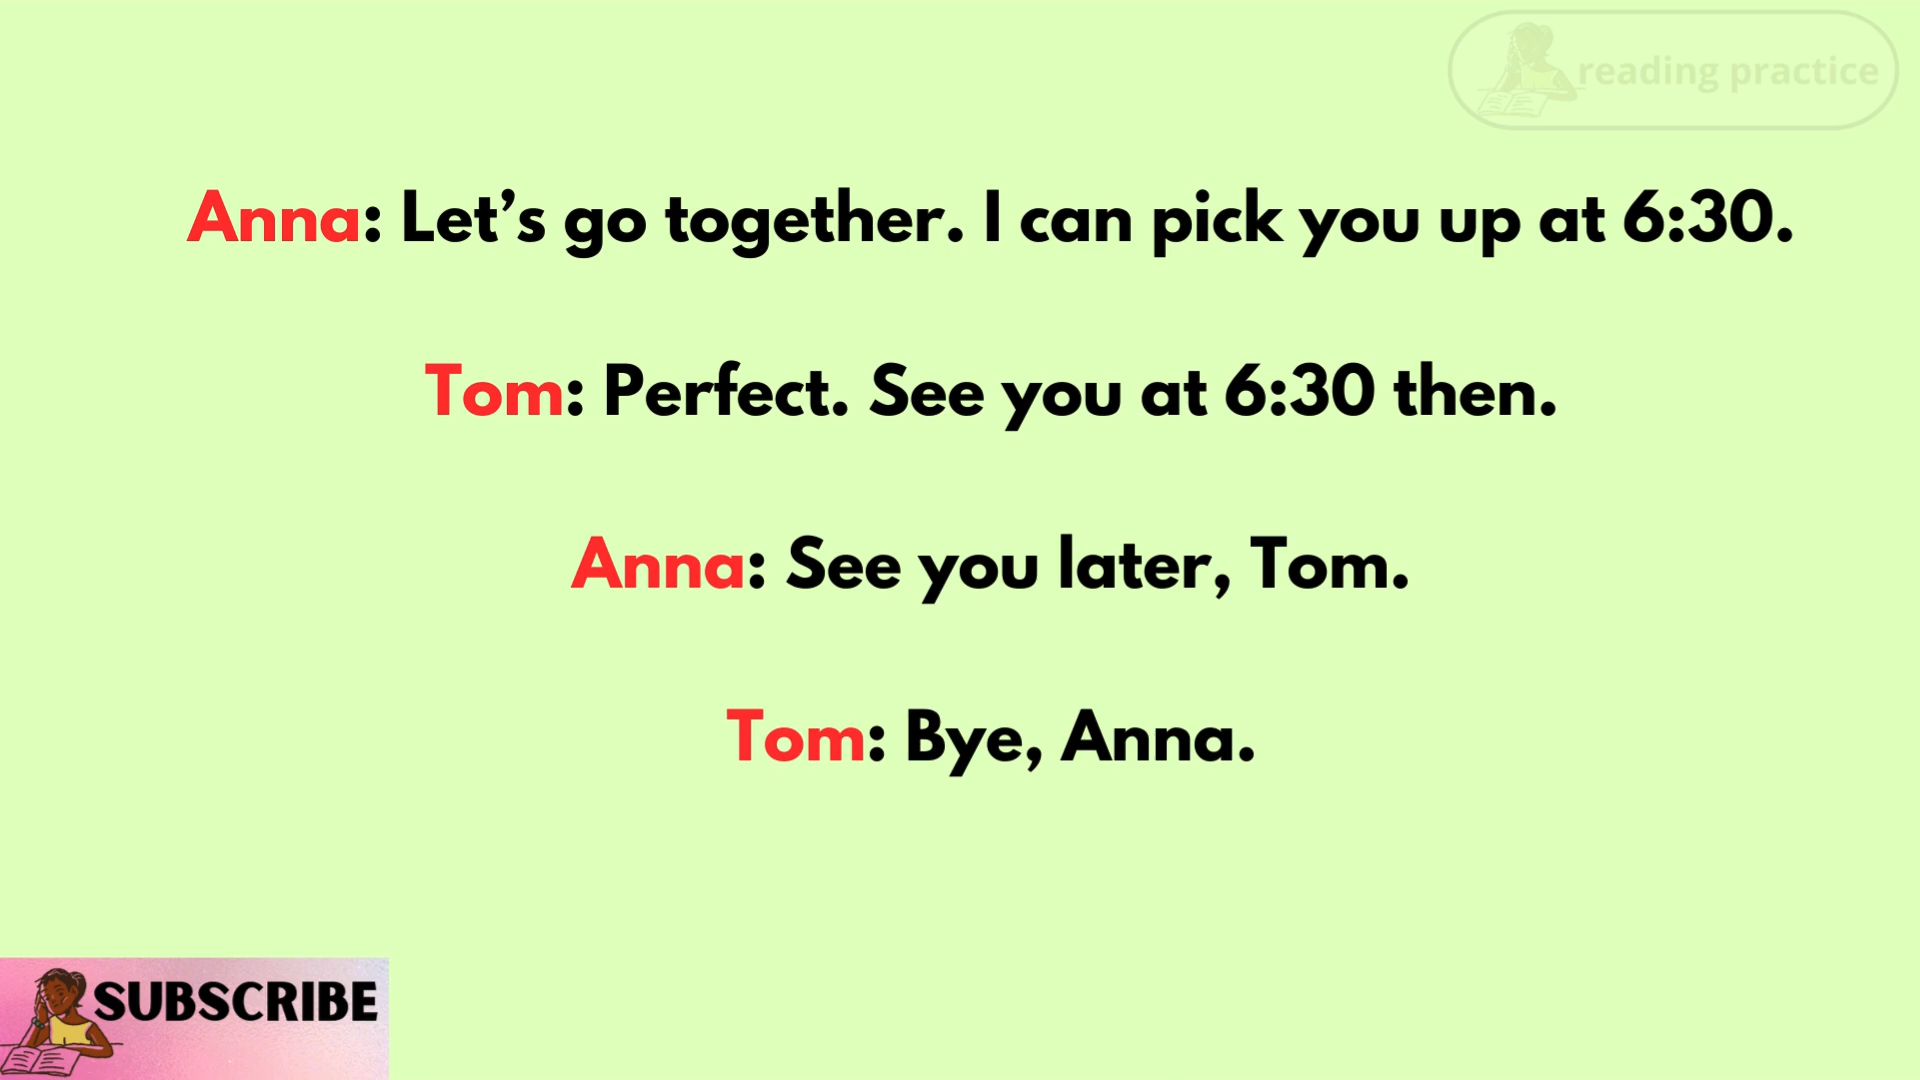 reading practice
Anna: Let’s go together. I can pick you up at 6:30.
Tom: Perfect. See you at 6:30 then.
Anna: See you later, Tom.
Tom: Bye, Anna.
SUBSCRIBE